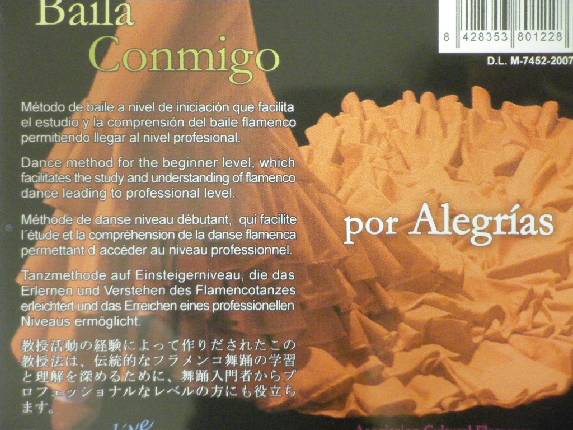 Baila
Conmigo
8 428353 801228
D.L. M-7452-2007
Método de baile a nivel de iniciación que facilita
el estudio y la comprensión del baile flamenco
permitiendo llegar al nivel profesional.
Dance method for the beginner level, which
facilitates the study and understanding of flamenco
dance leading to professional level.
Méthode de danse niveau débutant, qui facilite
l'étude et la compréhension de la danse flamenca
permettant d'accéder au niveau professionnel.
Tanzmethode auf Einsteigerniveau, die das
Erlernen und Verstehen des Flamencotanzes
erleichtert und das Erreichen eines professionellen
Niveaus ermöglicht.
教授活動の経験によって作りだされたこの
教授法は、伝統的なフラメンコ舞踊の学習
と理解を深めるために、舞踊入門者からプ
ロフェッショナルなレベルの方にも役立ち
ます。
por Alegrías